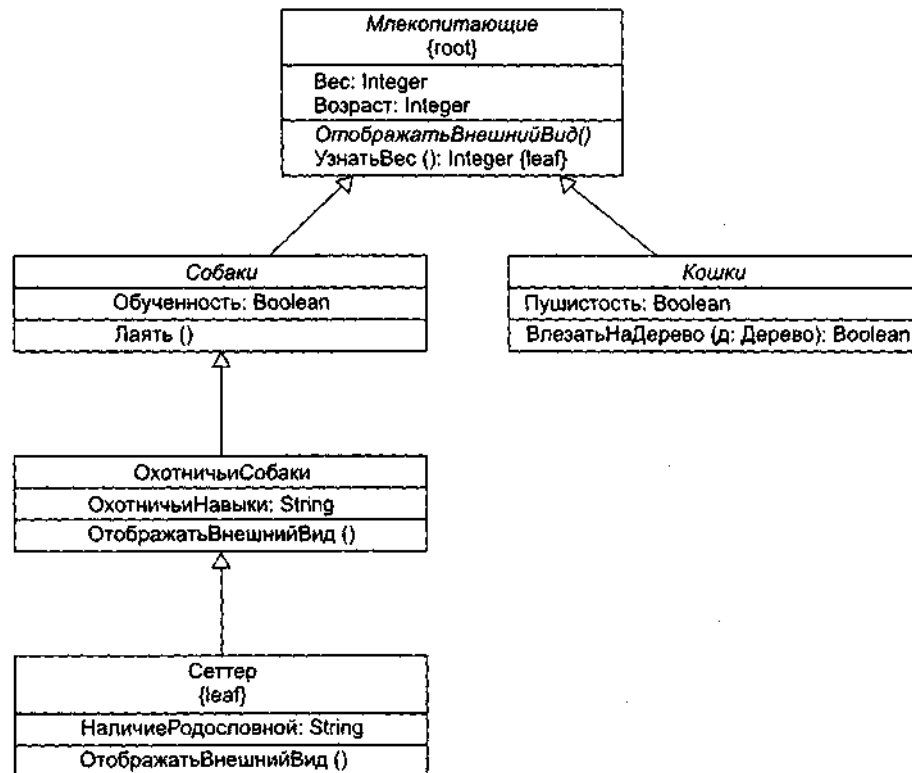 Млекопитающие
{root}
Вес: Integer
Возраст: Integer
ОтображатьВнешнийВид()
УзнатьВес (): Integer {leaf}
Собаки
Обученность: Boolean
Лаять ()
Кошки
Пушистость: Boolean
ВлезатьНаДерево (д: Дерево): Boolean
ОхотничьиСобаки
ОхотничьиНавыки: String
ОтображатьВнешнийВид ()
Сеттер
{leaf}
НаличиеРодословной: String
ОтображатьВнешнийВид ()